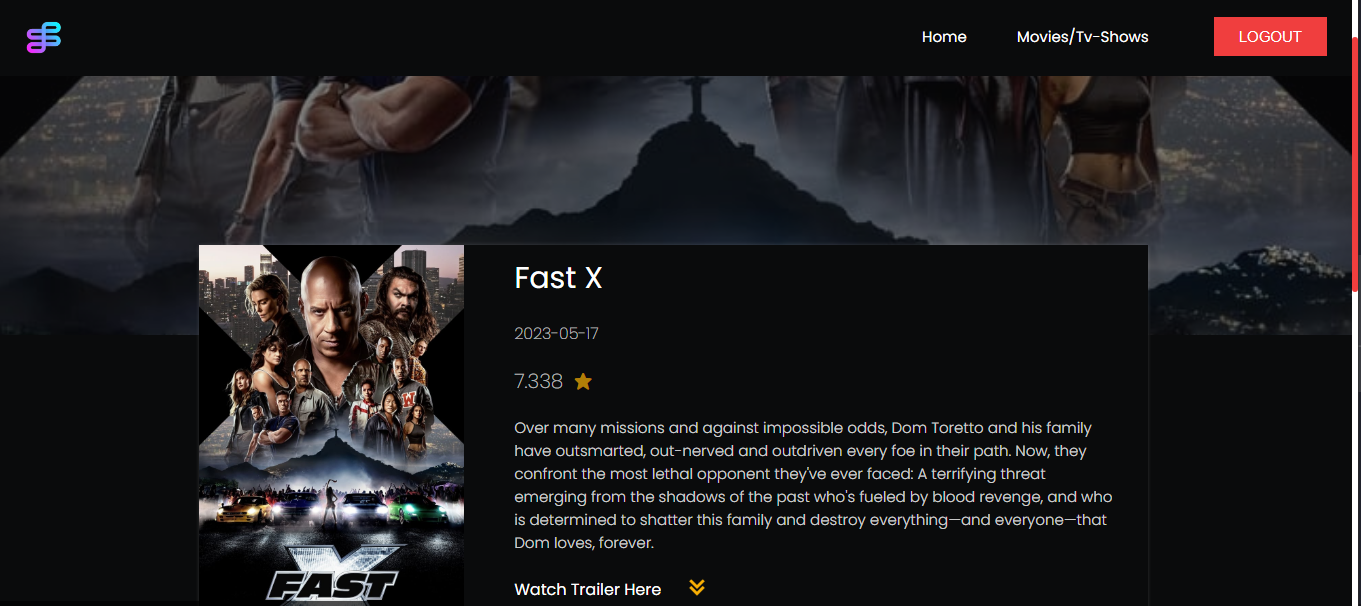 Home
Movies/Tv-Shows
LOGOUT
Fast X
2023-05-17
7.338
Over many missions and against impossible odds, Dom Toretto and his family
have outsmarted, out-nerved and outdriven every foe in their path. Now, they
confront the most lethal opponent they've ever faced: A terrifying threat
emerging from the shadows of the past who's fueled by blood revenge, and who
is determined to shatter this family and destroy everything—and everyone—that
Dom loves, forever.
Watch Trailer Here
X
FAST